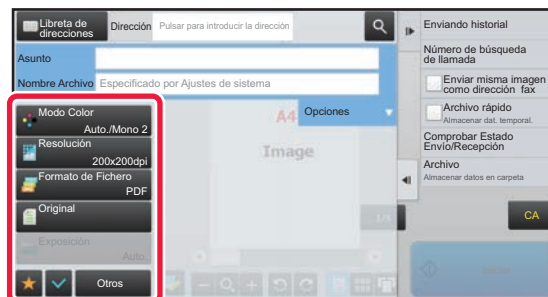 Libreta de
direcciones
Dirección
Pulsar para introducir la dirección
Asunto
Nombre Archivo
Especificado por Ajustes de sistema
Modo Color
Auto./Mono 2
Resolución
200x200dpi
Formato de Fichero
PDF
Original
Exposición
Auto.
Otros
A4
Image
Opciones
1/5
Enviando historial
Número de búsqueda
de llamada
Enviar misma imagen
como dirección fax
Archivo rápido
Almacenar dat. temporal.
Comprobar Estado
Envío/Recepción
Archivo
Almacenar datos en carpeta
CA